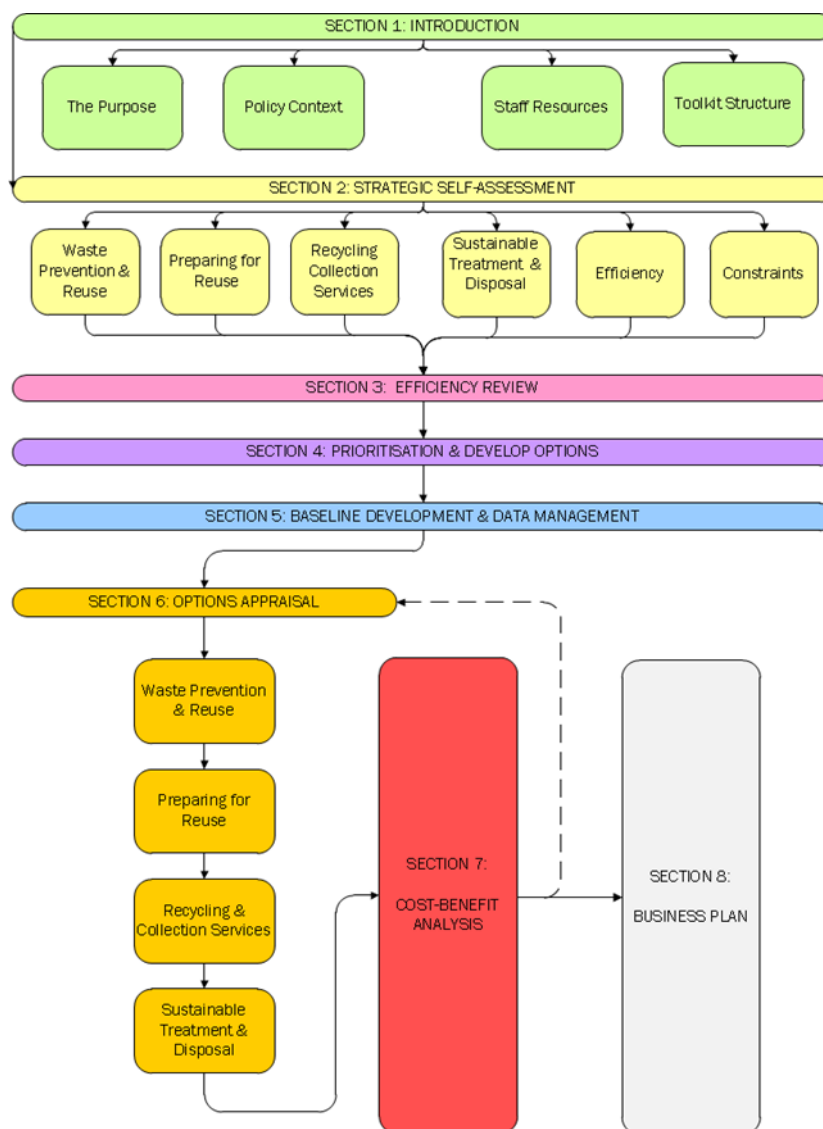 SECTION 1: INTRODUCTION
The Purpose
Policy Context
Staff Resources
Toolkit Structure
SECTION 2: STRATEGIC SELF-ASSESSMENT
Waste
Prevention &
Reuse
Preparing for
Reuse
Recycling
Collection
Services
Sustainable
Treatment &
Disposal
Efficiency
Constraints
SECTION 3: EFFICIENCY REVIEW
SECTION 4: PRIORITISATION & DEVELOP OPTIONS
SECTION 5: BASELINE DEVELOPMENT & DATA MANAGEMENT
SECTION 6: OPTIONS APPRAISAL
Waste Prevention
& Reuse
Preparing for
Reuse
Recycling &
Collection Services
Sustainable
Treatment &
Disposal
SECTION 7:
COST-BENEFIT
ANALYSIS
SECTION 8:
BUSINESS PLAN